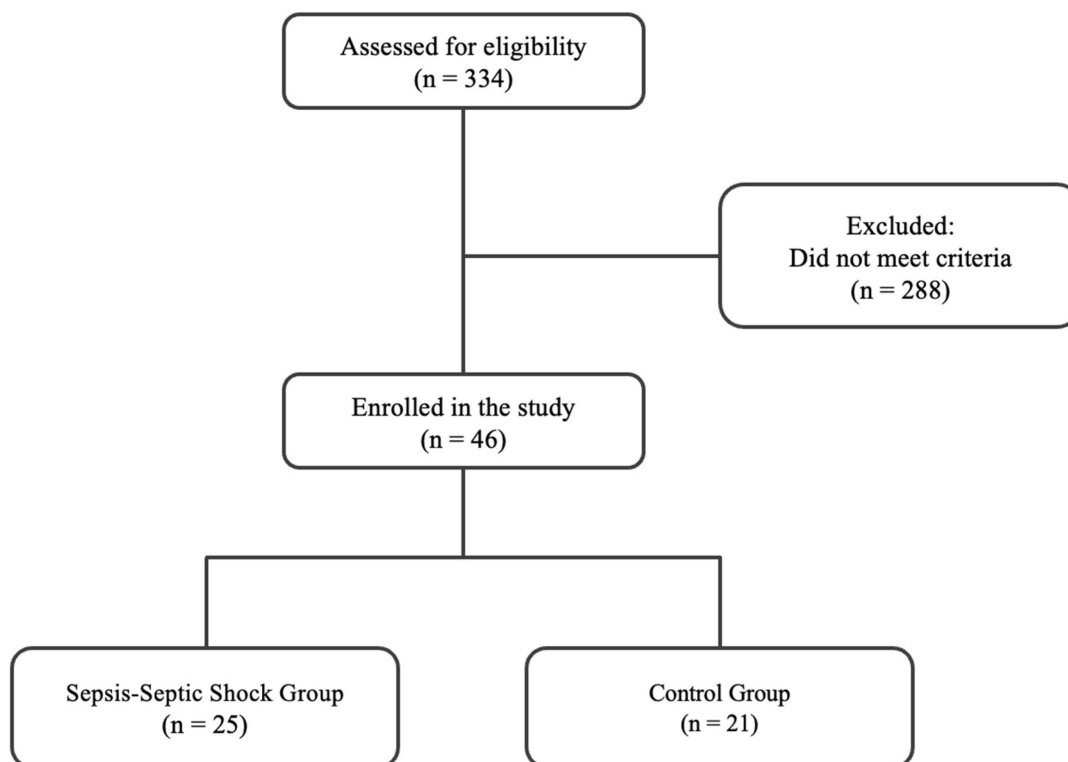 Assessed for eligibility
(n = 334)
Excluded:
Did not meet criteria
(n = 288)
Enrolled in the study
(n = 46)
Sepsis-Septic Shock Group
(n = 25)
Control Group
(n = 21)